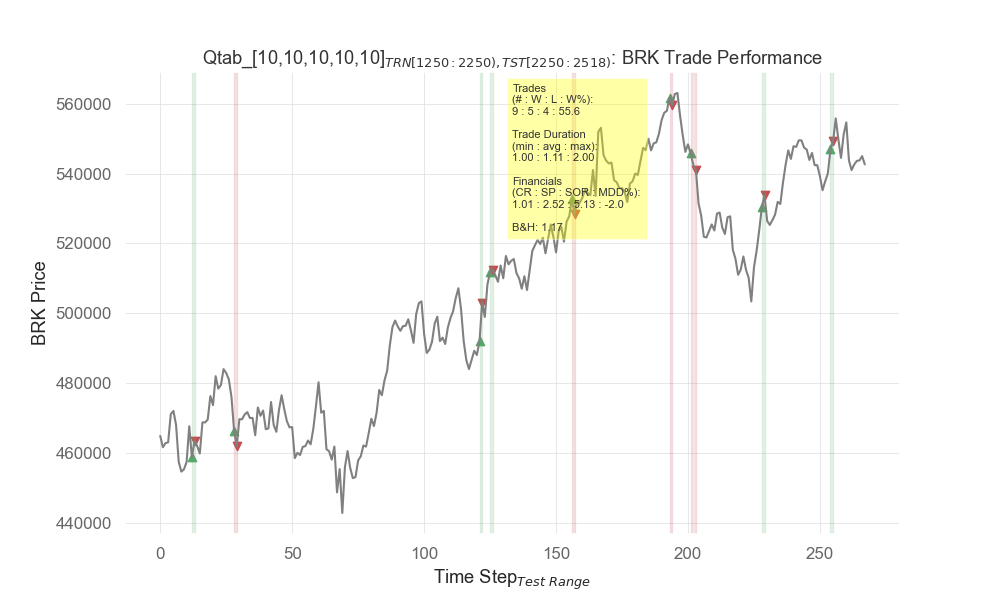 Qtab_[10,10,10,10,10]TRN[1250:2250),TST[2250:2518): BRK Trade Performance
560000
540000
520000
500000
480000
460000
440000
BRK Price
Trades
(# : W : L : W%):
9 : 5 : 4 : 55.6
Trade Duration
(min : avg : max):
1.00 : 1.11 : 2.00
Financials
(CR : SP : SOR : MDD%):
1.01 : 2.52 : 5.13 : -2.0
B&H: 1.17
0 50 100 150 200 250
Time Step Test Range